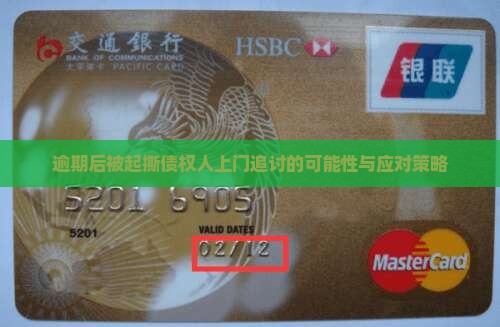 交通銀行
BANK OF COMMUNICATIONS
太平洋卡 PACIFIC CARD
HSBC
银联
逾期后被起撕债权人上门追讨的可能性与应对策略
5201 6905
5201
VALID DATES
02/12
MasterCard